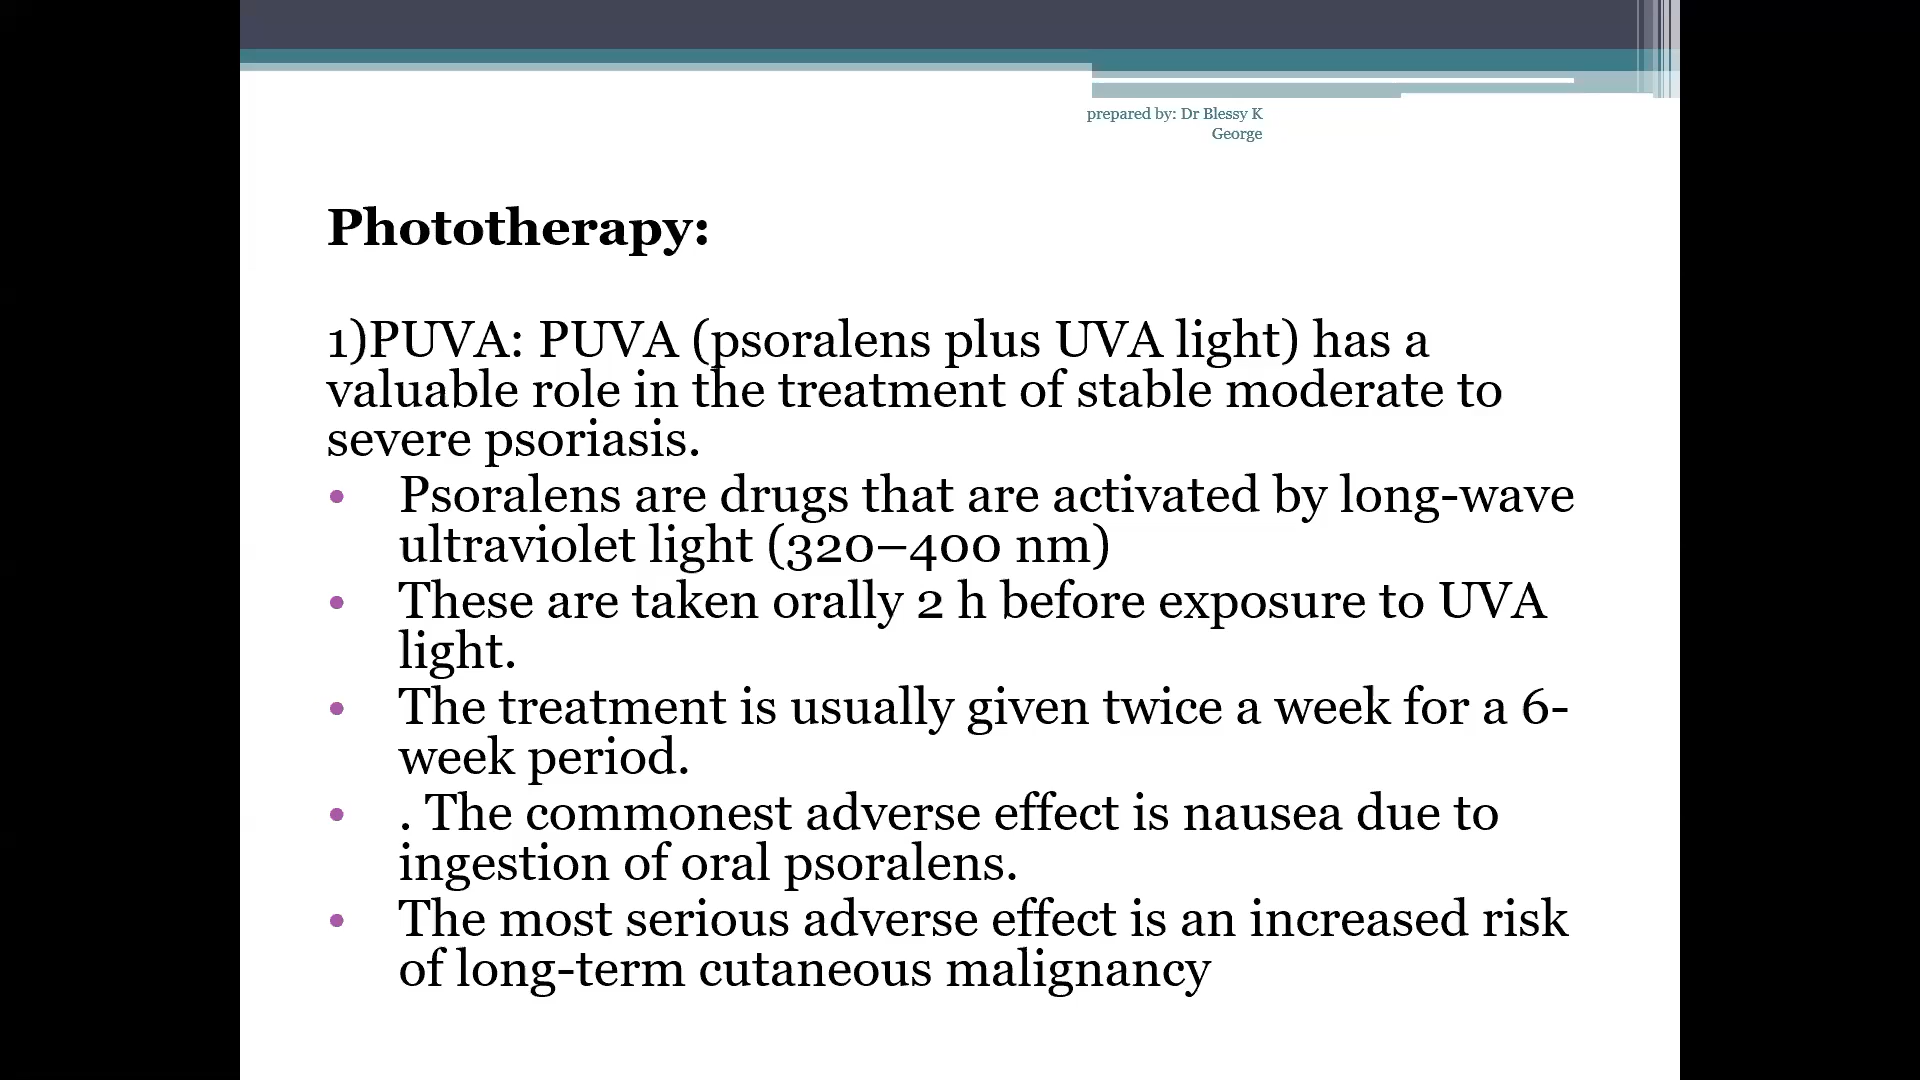 prepared by: Dr Blessy K
George
Phototherapy:
1)PUVA: PUVA (psoralens plus UVA light) has a
valuable role in the treatment of stable moderate to
severe psoriasis.
• Psoralens are drugs that are activated by long-wave
ultraviolet light (320–400 nm)
• These are taken orally 2 h before exposure to UVA
light.
• The treatment is usually given twice a week for a 6-
week period.
• . The commonest adverse effect is nausea due to
ingestion of oral psoralens.
• The most serious adverse effect is an increased risk
of long-term cutaneous malignancy